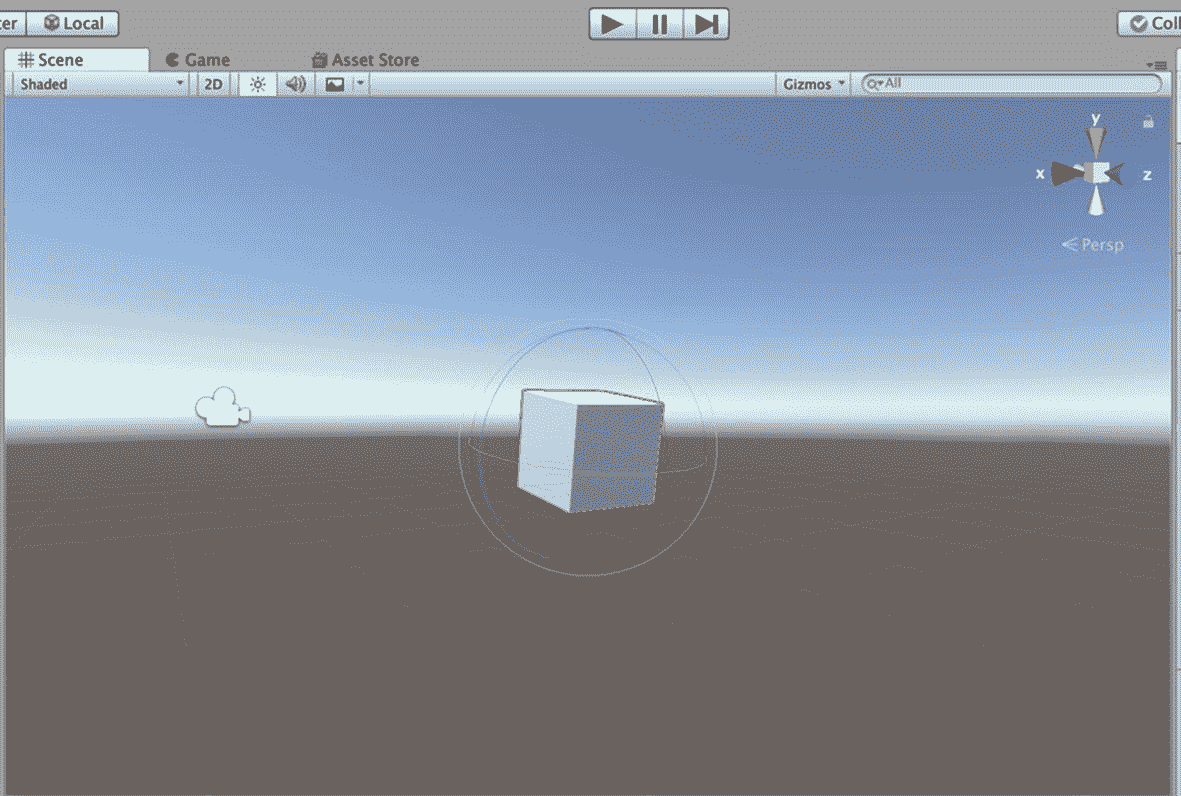 ter Local
Coll
Scene Game Asset Store
Shaded 2D Gizmos All
y
x z
Persp